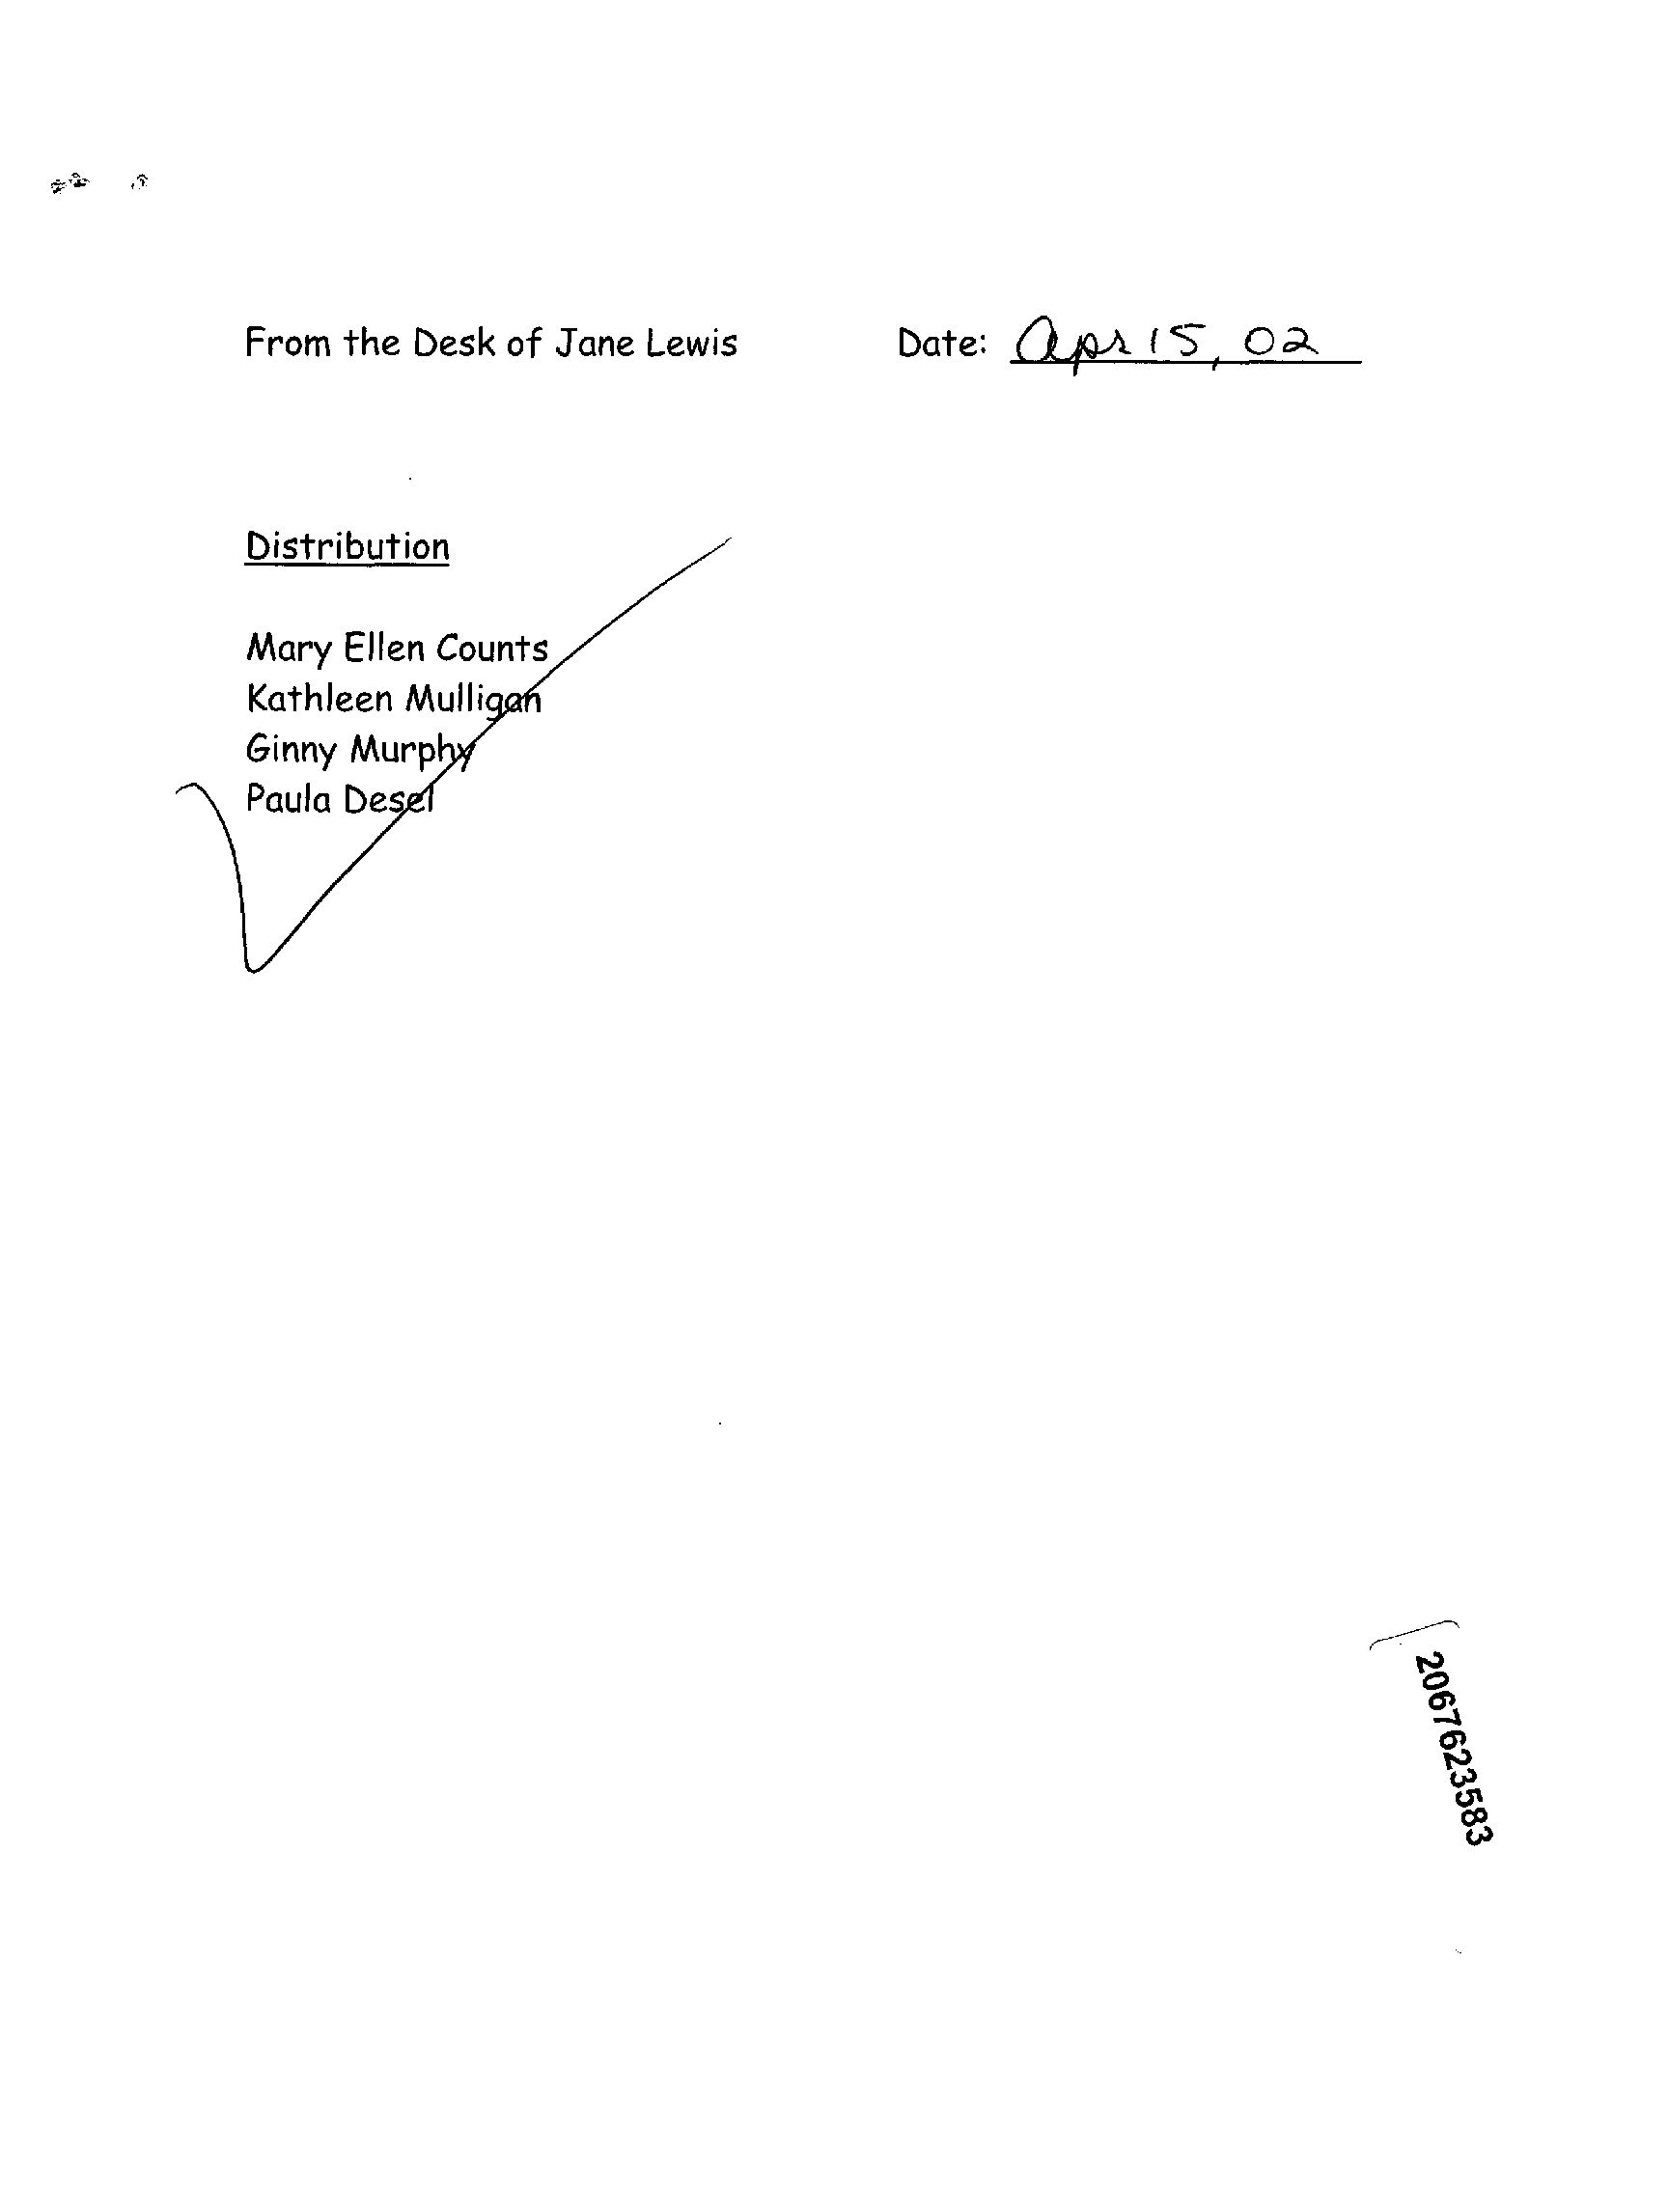 From the Desk of Jane Lewis Date: Apr 15, 02
Distribution
Mary Ellen Counts
Kathleen Mulligan
Ginny Murphy
Paula Desel
2067623583